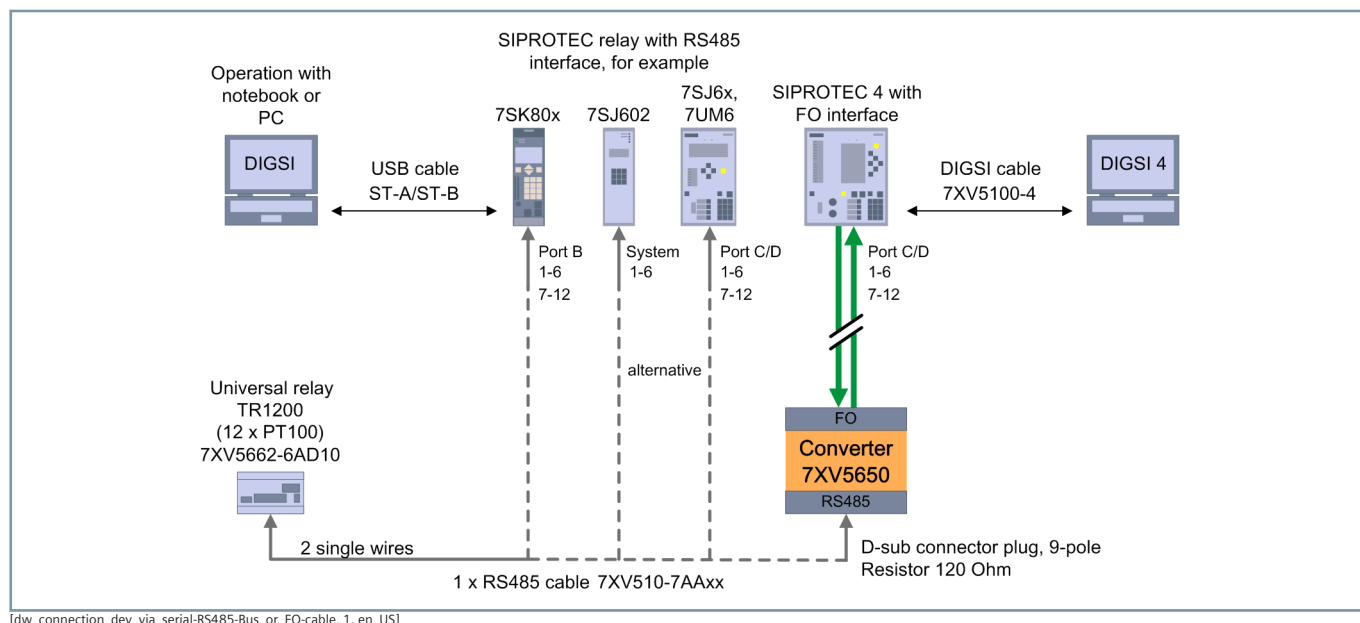 SIPROTEC relay with RS485
interface, for example
Operation with
notebook or
PC
7SK80x
7SJ602
7SJ6x,
7UM6
SIPROTEC 4 with
FO interface
DIGSI
USB cable
ST-A/ST-B
DIGSI cable
7XV5100-4
DIGSI 4
Port B
1-6
7-12
System
1-6
Port C/D
1-6
7-12
Port C/D
1-6
7-12
alternative
Universal relay
TR1200
(12 x PT100)
7XV5662-6AD10
FO
Converter
7XV5650
RS485
2 single wires
D-sub connector plug, 9-pole
Resistor 120 Ohm
1 x RS485 cable 7XV510-7AAxx
[dw_connection_dev_via_serial-RS485-Bus_or_FO-cable, 1, en_US]